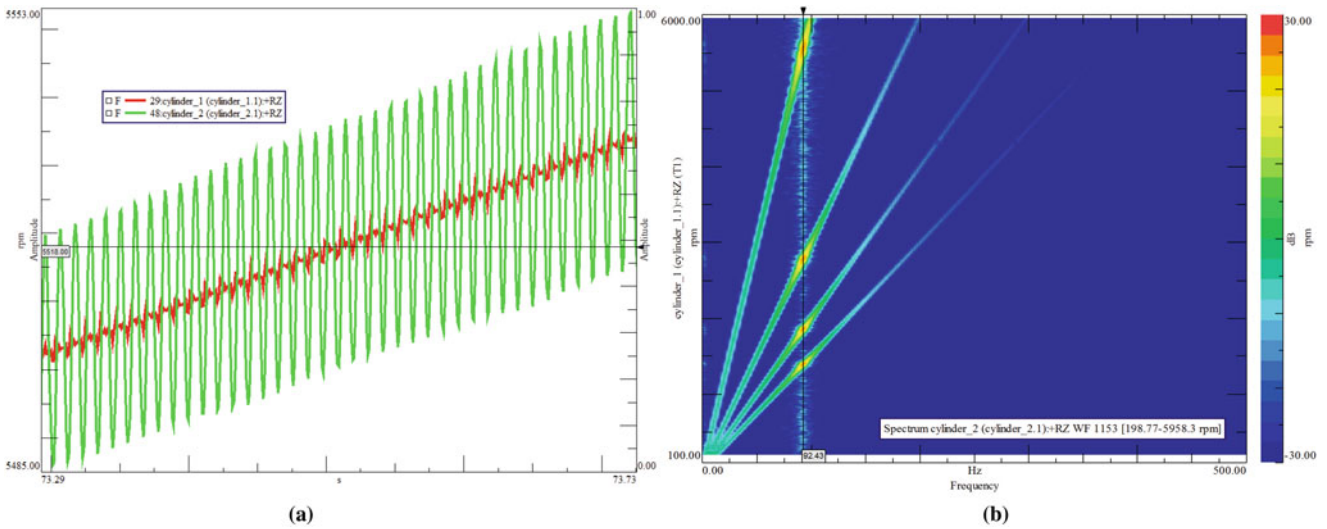 5553.00
1.00
F 29:cylinder_1 (cylinder_1.1):+RZ
F 48:cylinder_2 (cylinder_2.1):+RZ
rpm
Amplitude
5518.00
Amplitude
5485.00
0.00
73.29
s
73.73
(a)
6000.00
30.00
cylinder_1 (cylinder_1.1):+RZ (T1)
rpm
dB
rpm
Spectrum cylinder_2 (cylinder_2.1):+RZ WF 1153 [198.77-5958.3 rpm]
100.00
92.43
-30.00
0.00
Hz
500.00
Frequency
(b)